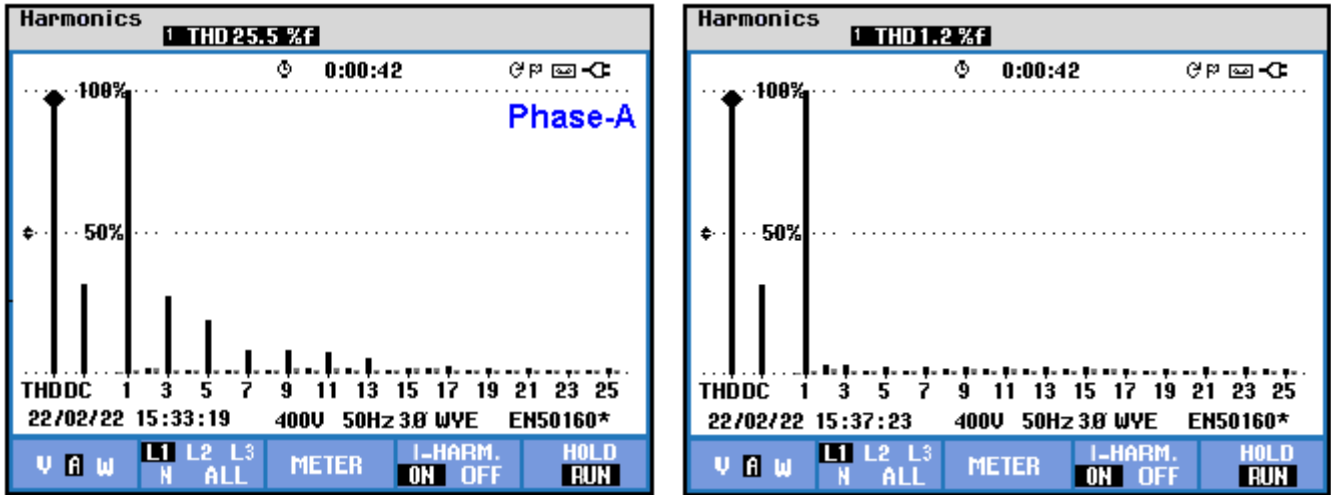 Harmonics
1 THD 25.5 %f
0:00:42
Phase-A
100%
50%
THD DC 1 3 5 7 9 11 13 15 17 19 21 23 25
22/02/22 15:33:19 400V 50Hz 3Ø WYE EN50160*
V A W L1 L2 L3 N ALL METER I-HARM. ON OFF HOLD RUN
Harmonics
1 THD 1.2 %f
0:00:42
100%
50%
THD DC 1 3 5 7 9 11 13 15 17 19 21 23 25
22/02/22 15:37:23 400V 50Hz 3Ø WYE EN50160*
V A W L1 L2 L3 N ALL METER I-HARM. ON OFF HOLD RUN